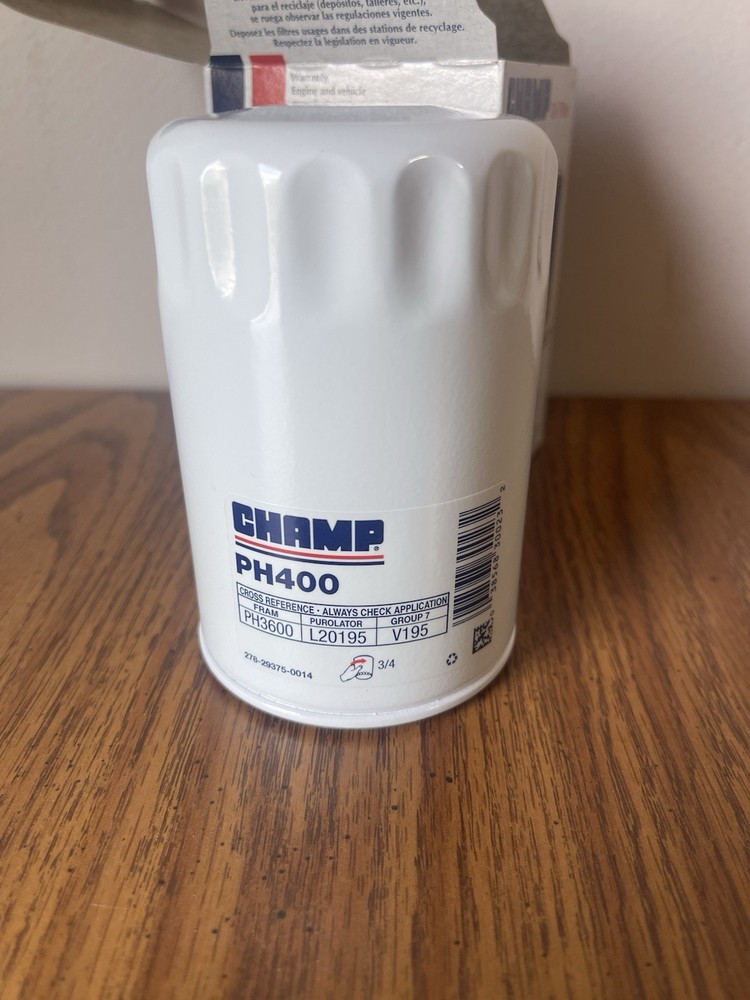 para el reciclaje (depósitos, talleres, etc.),
se ruega observar las regulaciones vigentes.
Deposez les filtres usages dans des stations de recyclage.
Respectez la legislation en vigueur.
Warranty
Engine and vehicle
CHAMP
CHAMP®
PH400
CROSS REFERENCE • ALWAYS CHECK APPLICATION
FRAM PUROLATOR GROUP 7
PH3600 L20195 V195
278-29375-0014
3/4
2